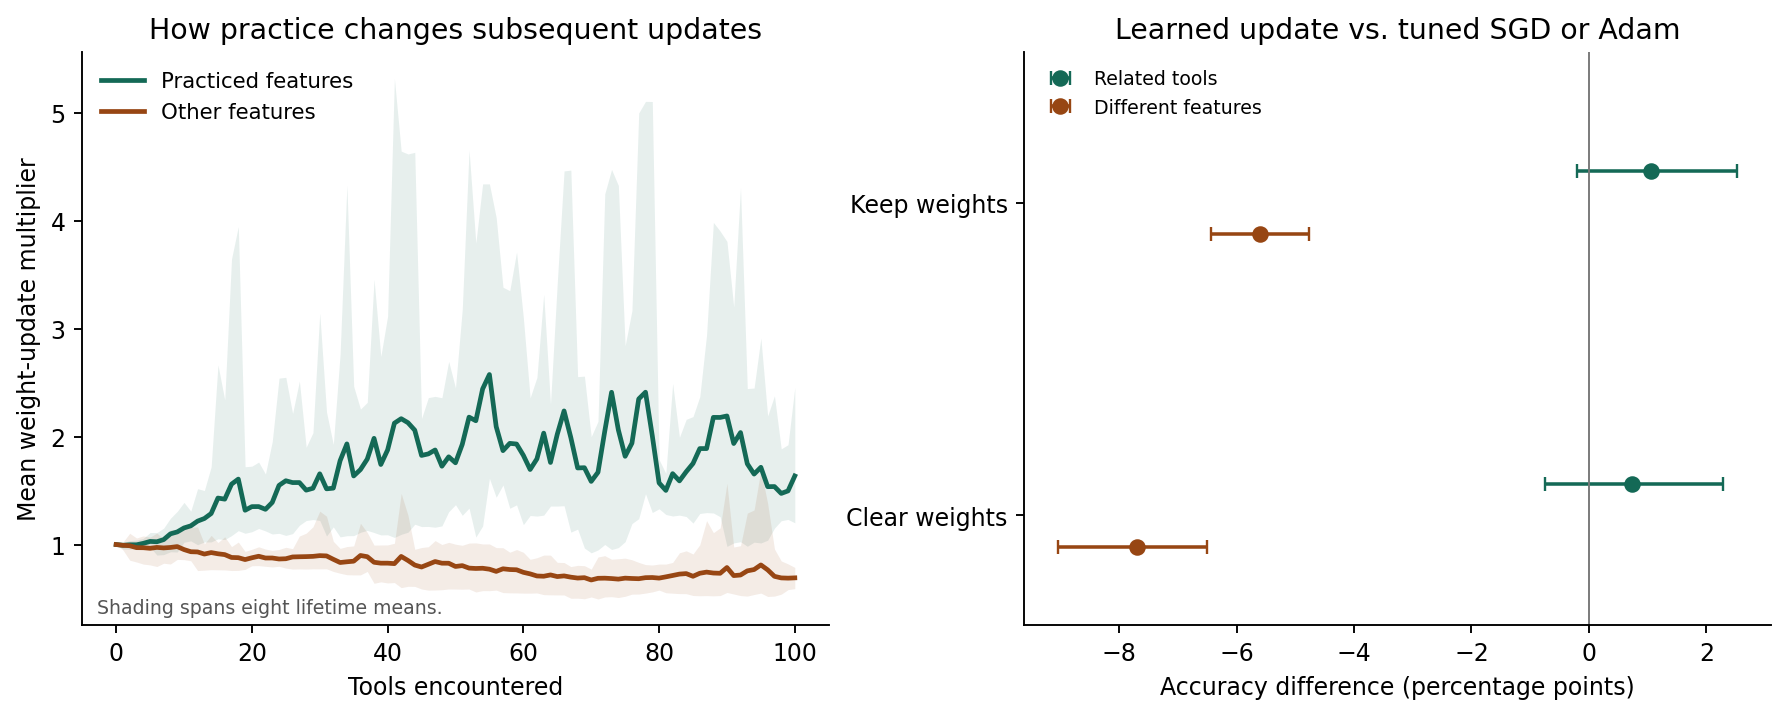 How practice changes subsequent updates
Practiced features
Other features
Mean weight-update multiplier
5
4
3
2
1
Shading spans eight lifetime means.
0 20 40 60 80 100
Tools encountered
Learned update vs. tuned SGD or Adam
Related tools
Different features
Keep weights
Clear weights
−8 −6 −4 −2 0 2
Accuracy difference (percentage points)